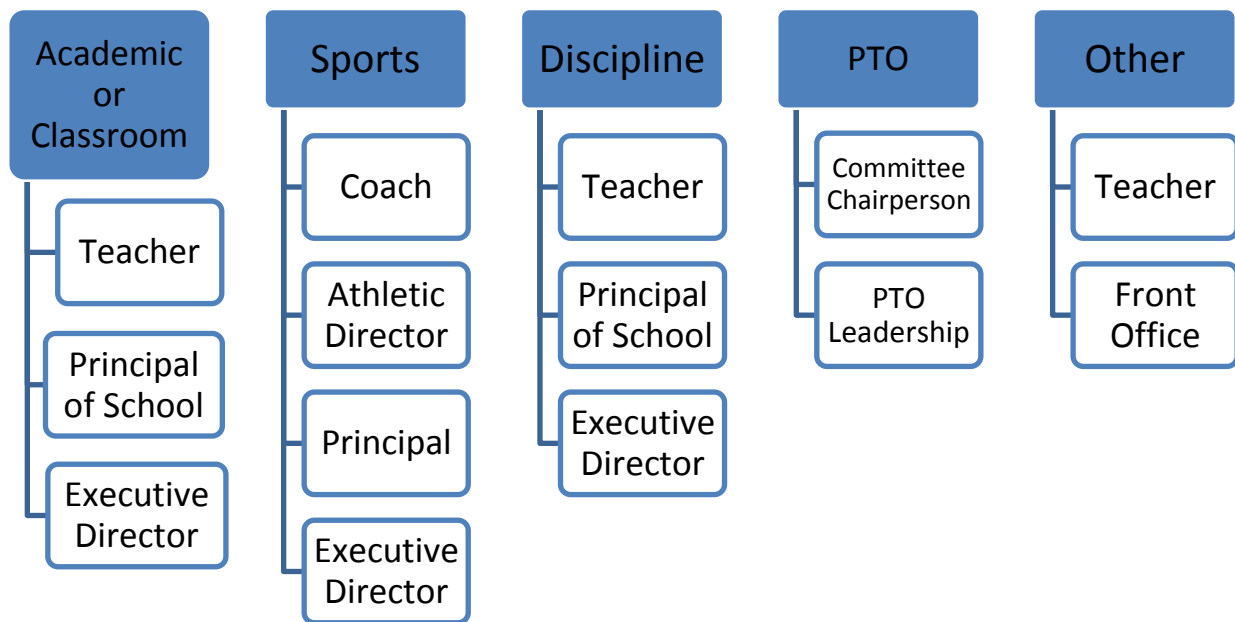 Academic
or
Classroom
Teacher
Principal
of School
Executive
Director
Sports
Coach
Athletic
Director
Principal
Executive
Director
Discipline
Teacher
Principal
of School
Executive
Director
PTO
Committee
Chairperson
PTO
Leadership
Other
Teacher
Front
Office